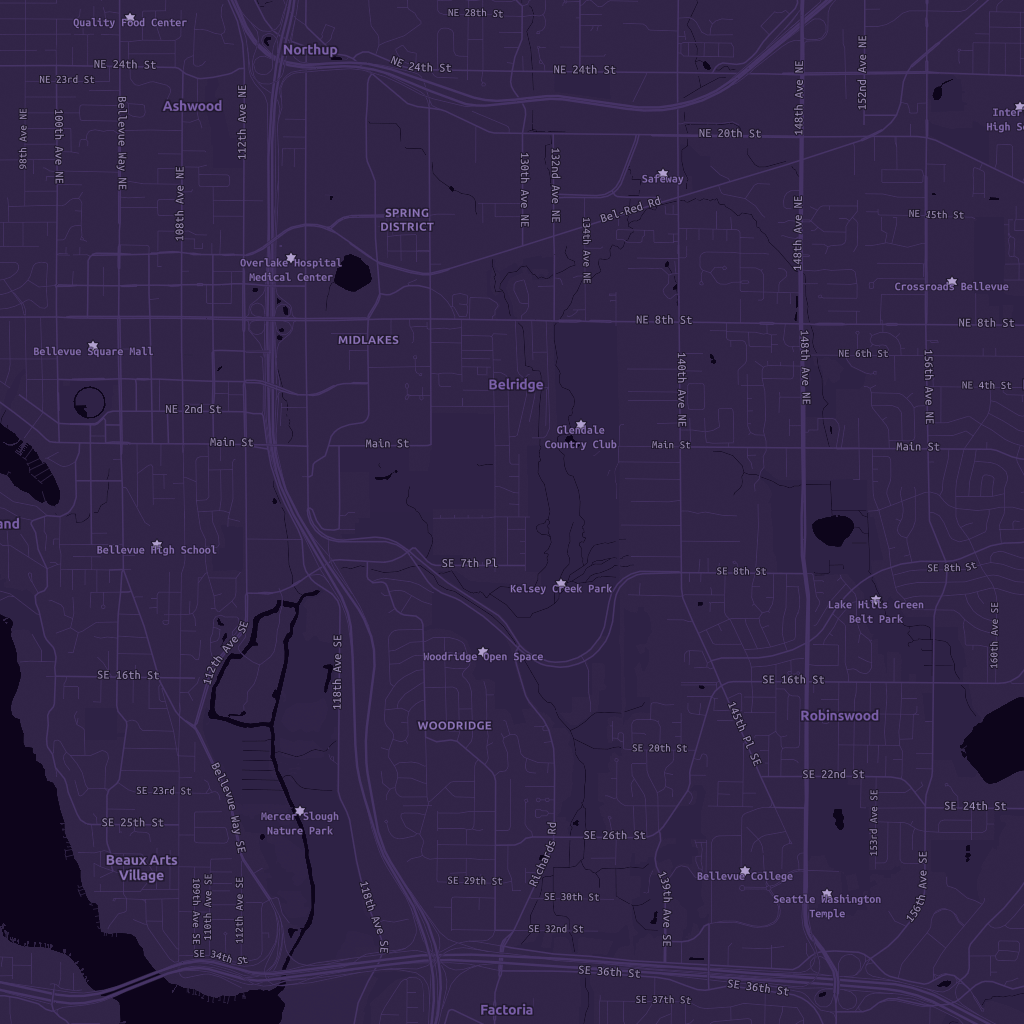 NE 28th St
Quality Food Center
Northup
NE 24th St
NE 24th St
NE 24th St
NE 23rd St
Ashwood
98th Ave NE
100th Ave NE
Bellevue Way NE
112th Ave NE
108th Ave NE
148th Ave NE
152nd Ave NE
NE 20th St
130th Ave NE
132nd Ave NE
134th Ave NE
Safeway
Bel-Red Rd
SPRING
DISTRICT
NE 15th St
148th Ave NE
Overlake Hospital
Medical Center
Crossroads Bellevue
NE 8th St
NE 8th St
MIDLAKES
Bellevue Square Mall
NE 6th St
140th Ave NE
148th Ave NE
156th Ave NE
Belridge
NE 4th St
NE 2nd St
Glendale
Country Club
Main St
Main St
Main St
Main St
Bellevue High School
SE 7th Pl
SE 8th St
SE 8th St
Kelsey Creek Park
Lake Hills Green
Belt Park
112th Ave SE
118th Ave SE
160th Ave SE
Woodridge Open Space
SE 16th St
SE 16th St
WOODRIDGE
Robinswood
145th Pl SE
SE 20th St
SE 22nd St
Bellevue Way SE
SE 23rd St
SE 24th St
SE 25th St
Mercer Slough
Nature Park
153rd Ave SE
Richards RD
SE 26th St
Beaux Arts
Village
SE 29th St
Bellevue College
SE 30th St
Seattle Washington
Temple
109th Ave SE
110th Ave SE
112th Ave SE
118th Ave SE
139th Ave SE
156th Ave SE
SE 32nd St
SE 34th St
SE 36th St
SE 36th St
SE 37th St
Factoria